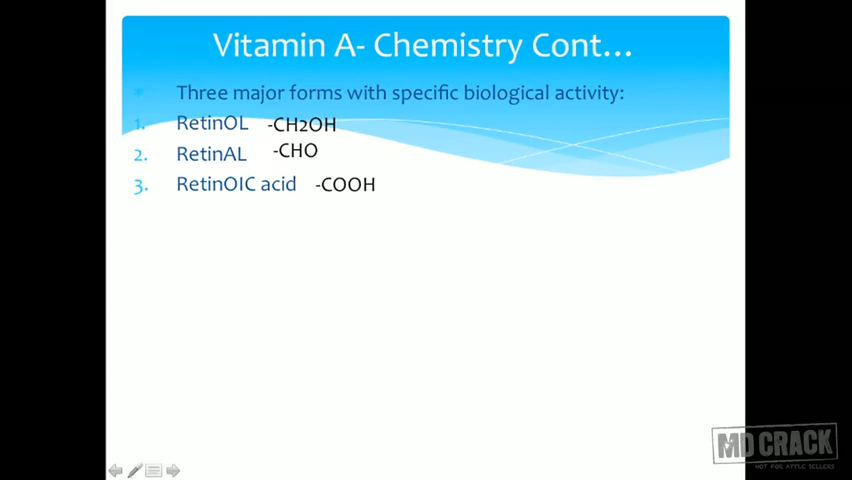 Vitamin A- Chemistry Cont...
* Three major forms with specific biological activity:
1. RetinOL -CH2OH
2. RetinAL -CHO
3. RetinOIC acid -COOH
MD CRACK
NOT FOR APPLE SELLERS